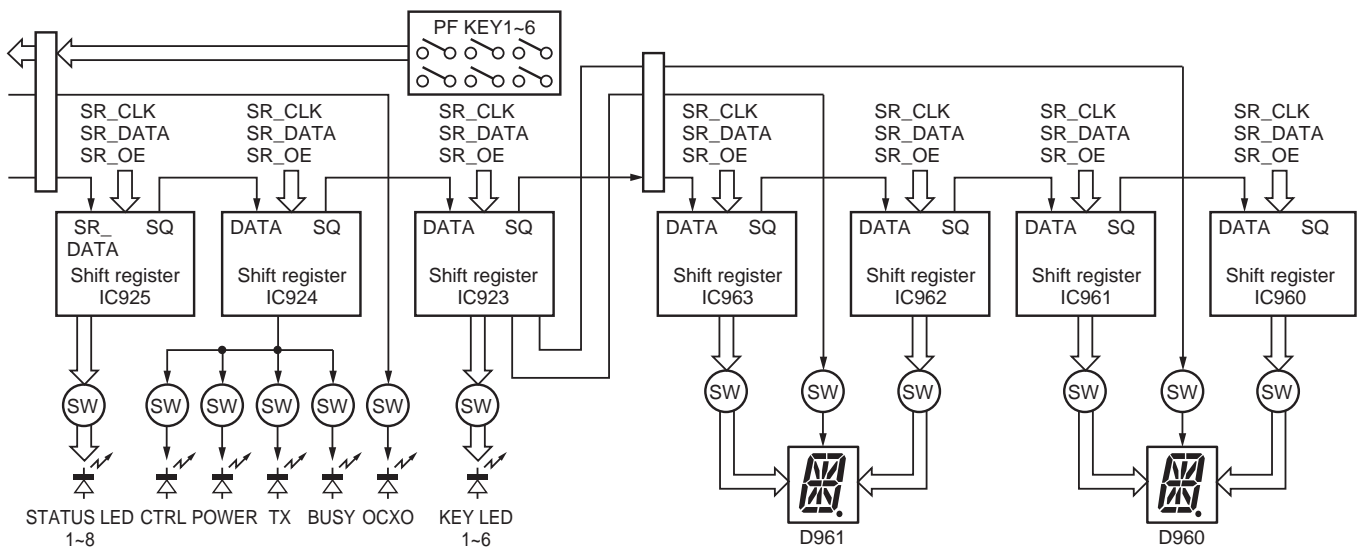 PF KEY1~6
SR_CLK
SR_DATA
SR_OE
SR_CLK
SR_DATA
SR_OE
SR_CLK
SR_DATA
SR_OE
SR_CLK
SR_DATA
SR_OE
SR_CLK
SR_DATA
SR_OE
SR_CLK
SR_DATA
SR_OE
SR_CLK
SR_DATA
SR_OE
SR_
DATA
SQ
Shift register
IC925
DATA SQ
Shift register
IC924
DATA SQ
Shift register
IC923
DATA SQ
Shift register
IC963
DATA SQ
Shift register
IC962
DATA SQ
Shift register
IC961
DATA SQ
Shift register
IC960
SW
SW
SW
SW
SW
SW
SW
SW
SW
SW
SW
SW
SW
STATUS LED
1~8
CTRL
POWER
TX
BUSY
OCXO
KEY LED
1~6
D961
D960